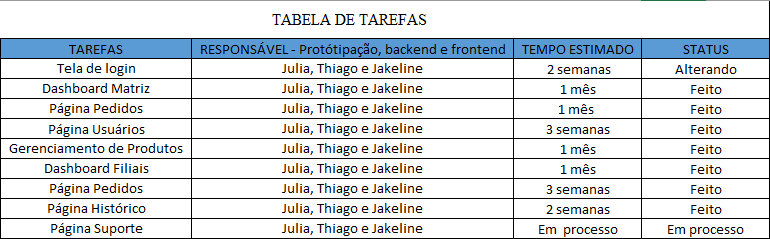 TABELA DE TAREFAS
TAREFAS RESPONSÁVEL - Protótipação, backend e frontend TEMPO ESTIMADO STATUS
Tela de login Julia, Thiago e Jakeline 2 semanas Alterando
Dashboard Matriz Julia, Thiago e Jakeline 1 mês Feito
Página Pedidos Julia, Thiago e Jakeline 1 mês Feito
Página Usuários Julia, Thiago e Jakeline 3 semanas Feito
Gerenciamento de Produtos Julia, Thiago e Jakeline 1 mês Feito
Dashboard Filiais Julia, Thiago e Jakeline 1 mês Feito
Página Pedidos Julia, Thiago e Jakeline 3 semanas Feito
Página Histórico Julia, Thiago e Jakeline 2 semanas Feito
Página Suporte Julia, Thiago e Jakeline Em processo Em processo